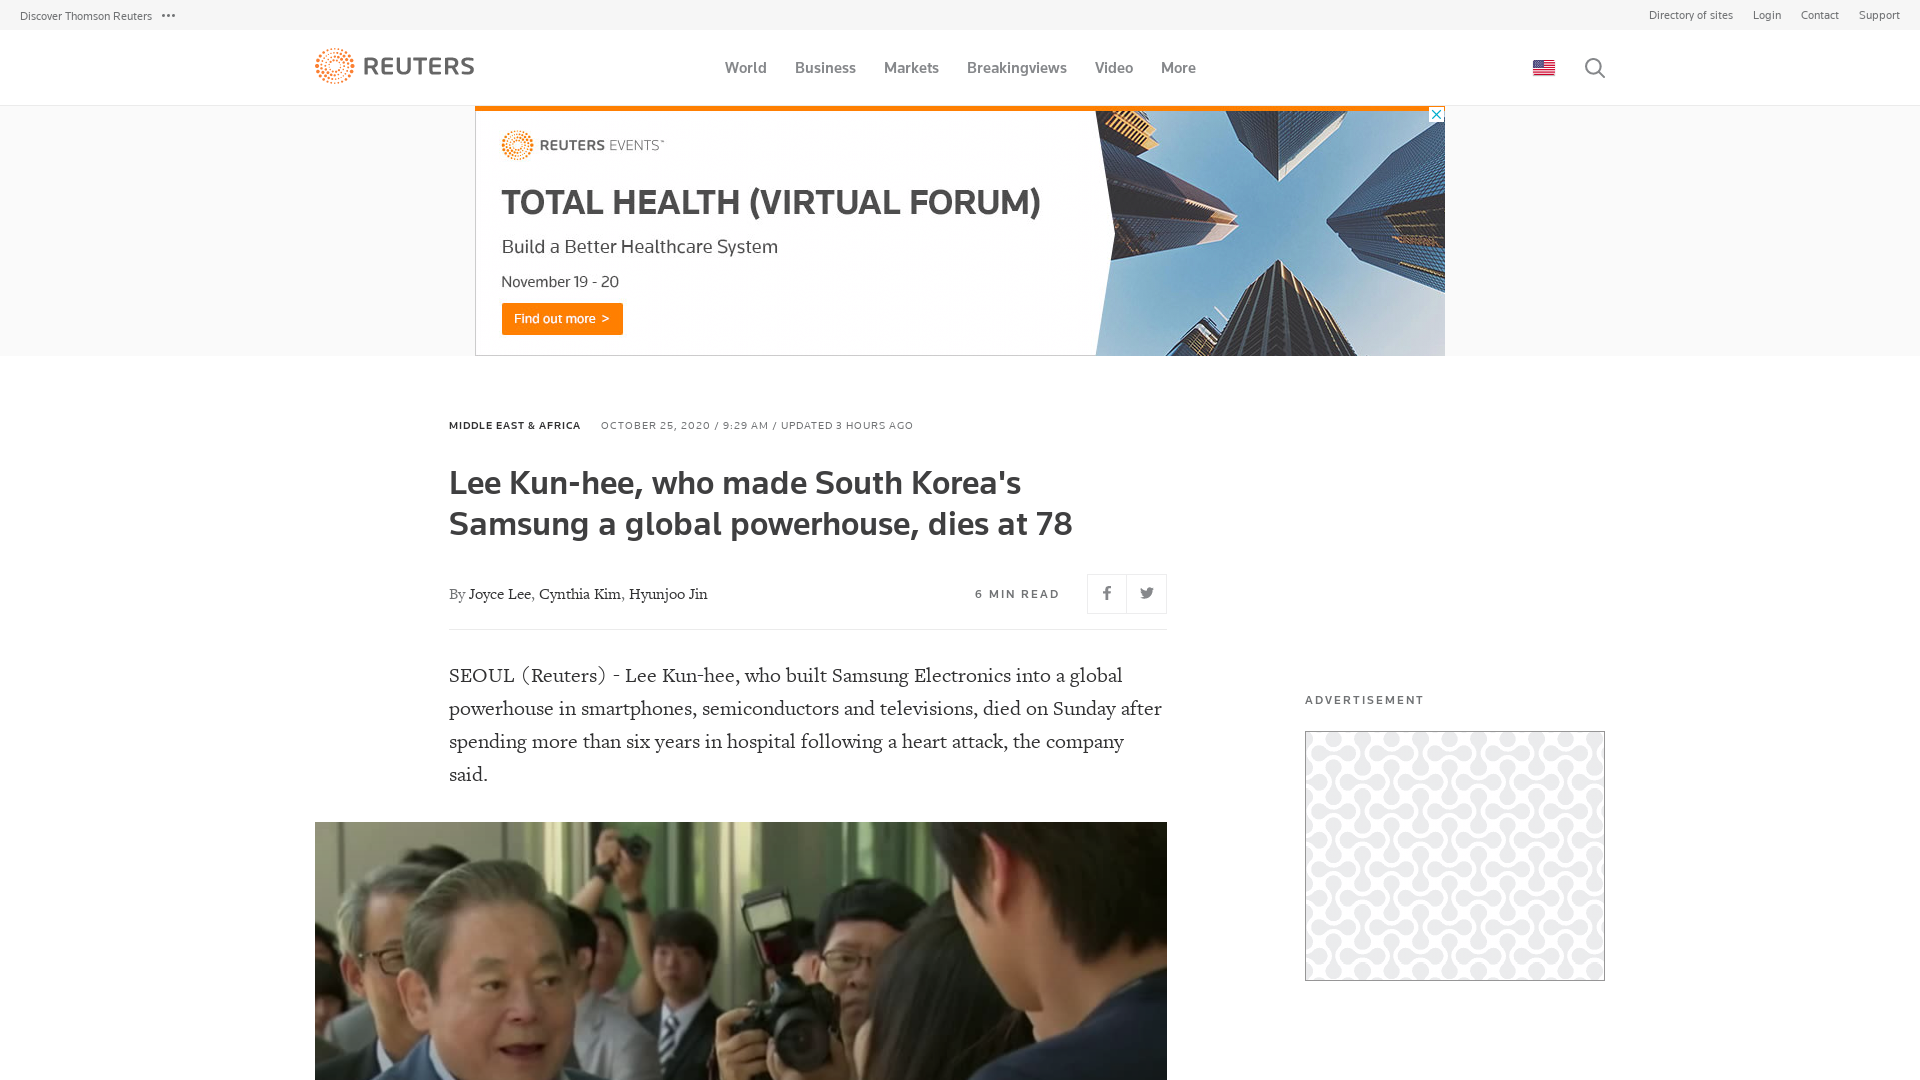 Discover Thomson Reuters
Directory of sites Login Contact Support
REUTERS
World Business Markets Breakingviews Video More
REUTERS EVENTS™
TOTAL HEALTH (VIRTUAL FORUM)
Build a Better Healthcare System
November 19 - 20
Find out more >
MIDDLE EAST & AFRICA OCTOBER 25, 2020 / 9:29 AM / UPDATED 3 HOURS AGO
Lee Kun-hee, who made South Korea's
Samsung a global powerhouse, dies at 78
By Joyce Lee, Cynthia Kim, Hyunjoo Jin
6 MIN READ
SEOUL (Reuters) - Lee Kun-hee, who built Samsung Electronics into a global
powerhouse in smartphones, semiconductors and televisions, died on Sunday after
spending more than six years in hospital following a heart attack, the company
said.
ADVERTISEMENT